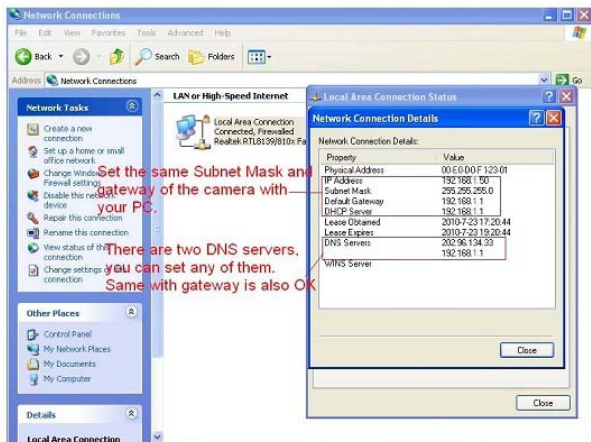 Network Connections
File Edit View Favorites Tools Advanced Help
Back Search Folders
Address Network Connections Go
Network Tasks
Create a new
connection
Set up a home or small
office network
Change Windows
Firewall settings
Disable this network
device
Repair this connection
Rename this connection
View status of this
connection
Change settings of this
connection
Other Places
Control Panel
My Network Places
My Documents
My Computer
Details
Local Area Connection
LAN or High-Speed Internet
Local Area Connection
Connected, Firewalled
Realtek RTL8139/810x Fa
Set the same Subnet Mask and
gateway of the camera with
your PC.
There are two DNS servers,
you can set any of them.
Same with gateway is also OK
Local Area Connection Status
Network Connection Details
Network Connection Details:
Property Value
Physical Address 00-E0-D0-F1-23-01
IP Address 192.168.1.50
Subnet Mask 255.255.255.0
Default Gateway 192.168.1.1
DHCP Server 192.168.1.1
Lease Obtained 2010-7-23 17:20:44
Lease Expires 2010-7-23 19:20:44
DNS Servers 202.96.134.33
192.168.1.1
WINS Server
Close
Close